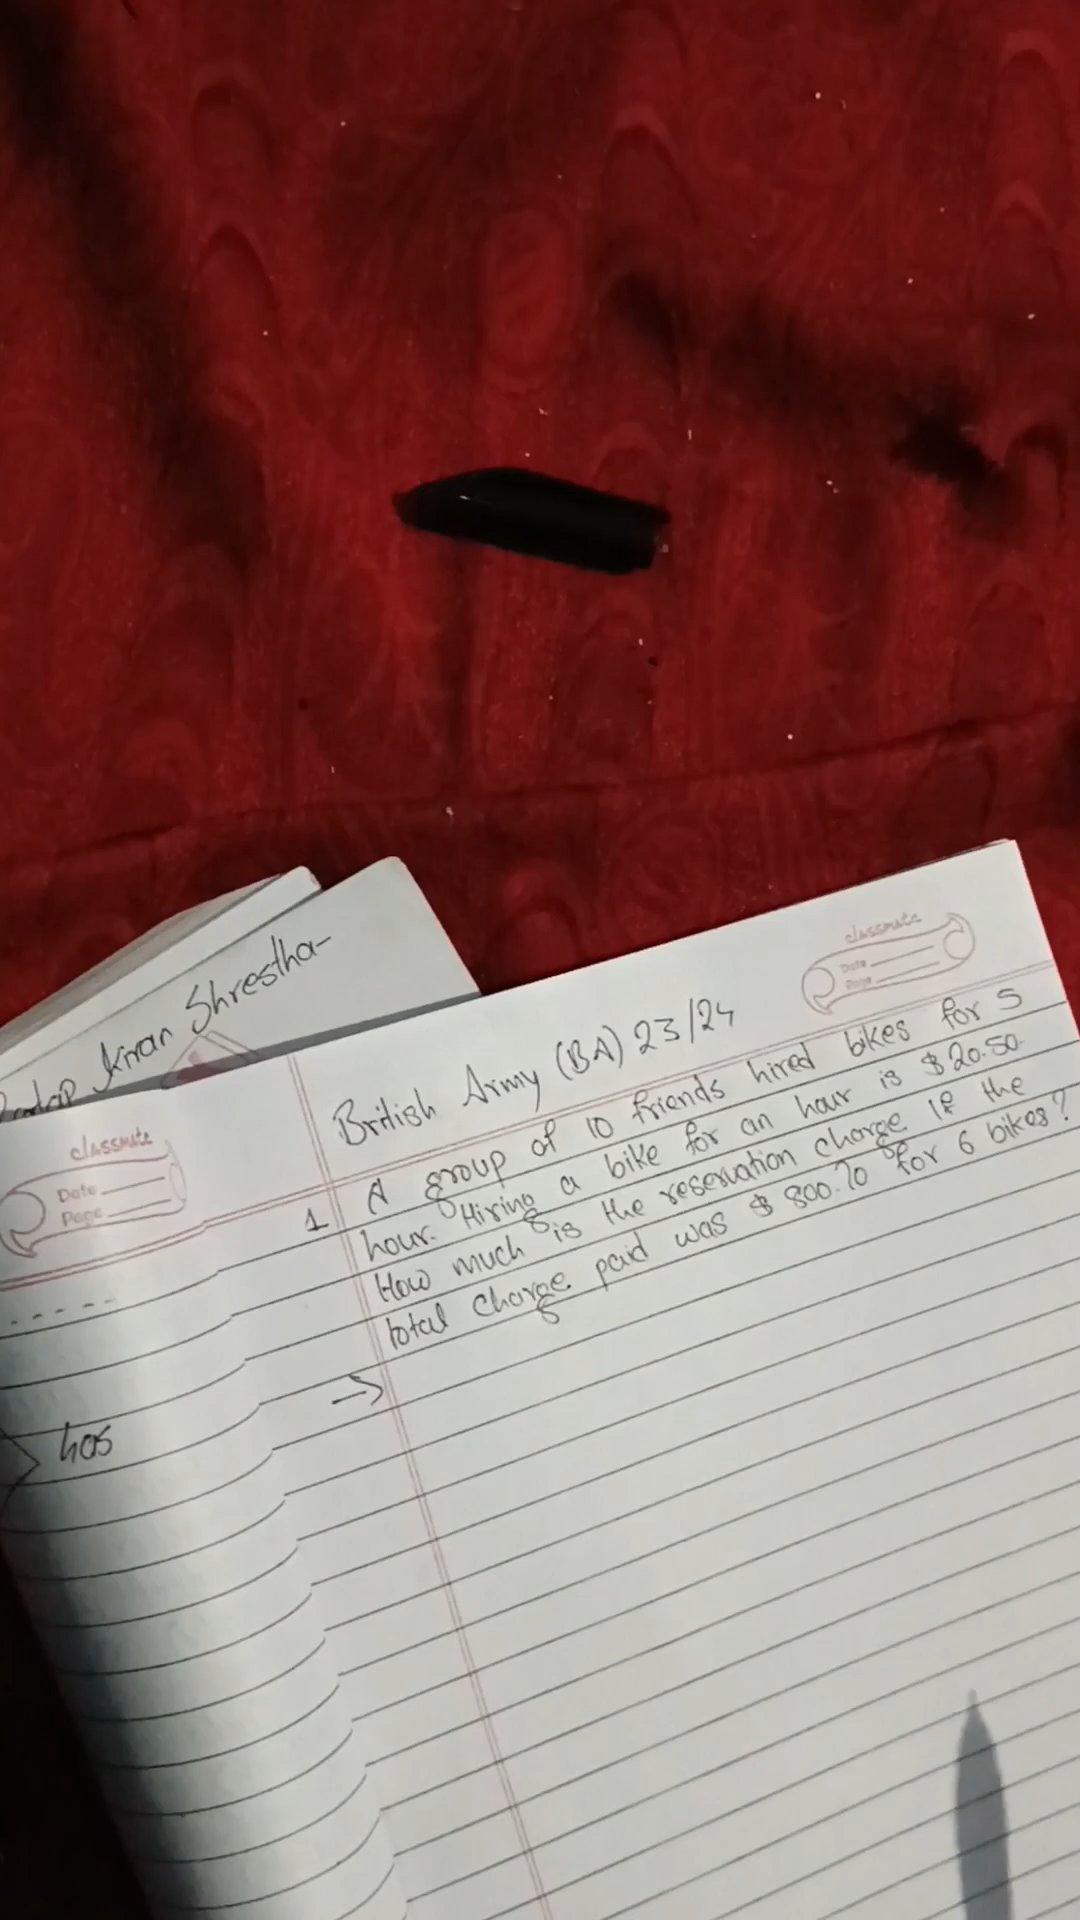 Kiran Shrestha-
classmate
Date
Page
British Army (BA) 23/24
1 A group of 10 friends hired bikes for 5
hour. Hiring a bike for an hour is $20.50.
How much is the reservation charge if the
total charge paid was $800.70 for 6 bikes?
→
classmate
Date
Page
hos